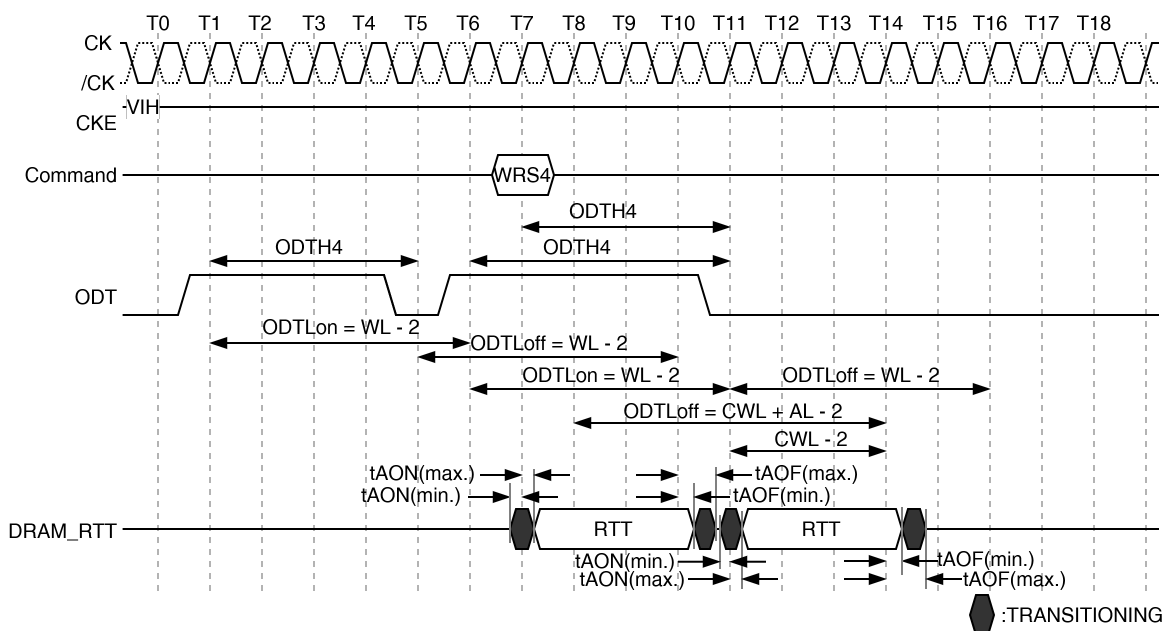 T0 T1 T2 T3 T4 T5 T6 T7 T8 T9 T10 T11 T12 T13 T14 T15 T16 T17 T18
CK
/CK
VIH
CKE
Command WRS4
ODTH4
ODTH4 ODTH4
ODT
ODTLon = WL - 2
ODTLoff = WL - 2
ODTLon = WL - 2 ODTLoff = WL - 2
ODTLoff = CWL + AL - 2
CWL - 2
tAON(max.) tAOF(max.)
tAON(min.) tAOF(min.)
DRAM_RTT RTT RTT
tAON(min.) tAOF(min.)
tAON(max.) tAOF(max.)
:TRANSITIONING